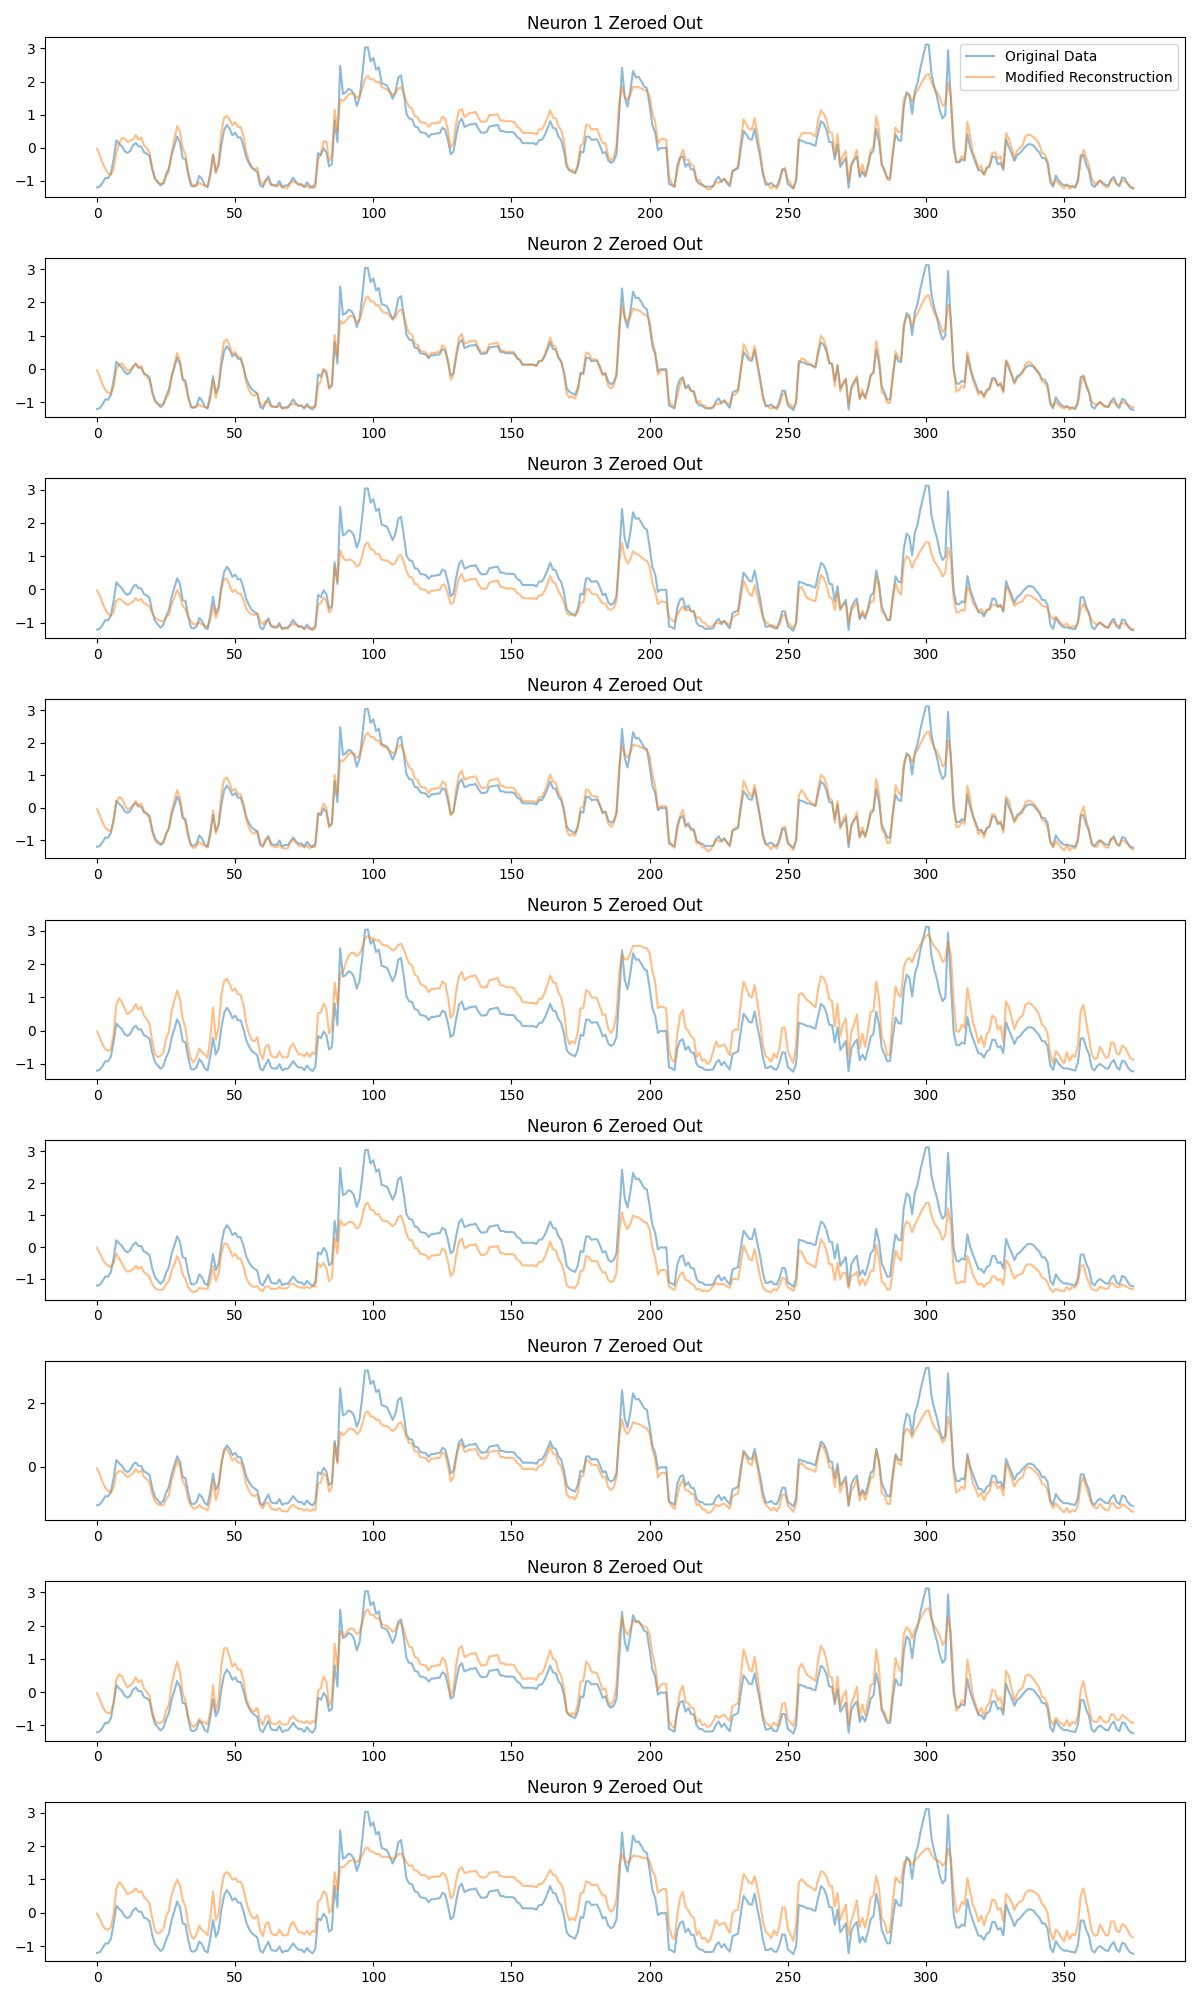 Neuron 1 Zeroed Out
Original Data
Modified Reconstruction
3
2
1
0
−1
0 50 100 150 200 250 300 350
Neuron 2 Zeroed Out
3
2
1
0
−1
0 50 100 150 200 250 300 350
Neuron 3 Zeroed Out
3
2
1
0
−1
0 50 100 150 200 250 300 350
Neuron 4 Zeroed Out
3
2
1
0
−1
0 50 100 150 200 250 300 350
Neuron 5 Zeroed Out
3
2
1
0
−1
0 50 100 150 200 250 300 350
Neuron 6 Zeroed Out
3
2
1
0
−1
0 50 100 150 200 250 300 350
Neuron 7 Zeroed Out
2
0
0 50 100 150 200 250 300 350
Neuron 8 Zeroed Out
3
2
1
0
−1
0 50 100 150 200 250 300 350
Neuron 9 Zeroed Out
3
2
1
0
−1
0 50 100 150 200 250 300 350